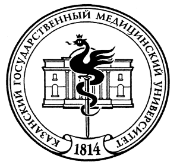 КАЗАНСКИЙ ГОСУДАРСТВЕННЫЙ МЕДИЦИНСКИЙ УНИВЕРСИТЕТ
1814